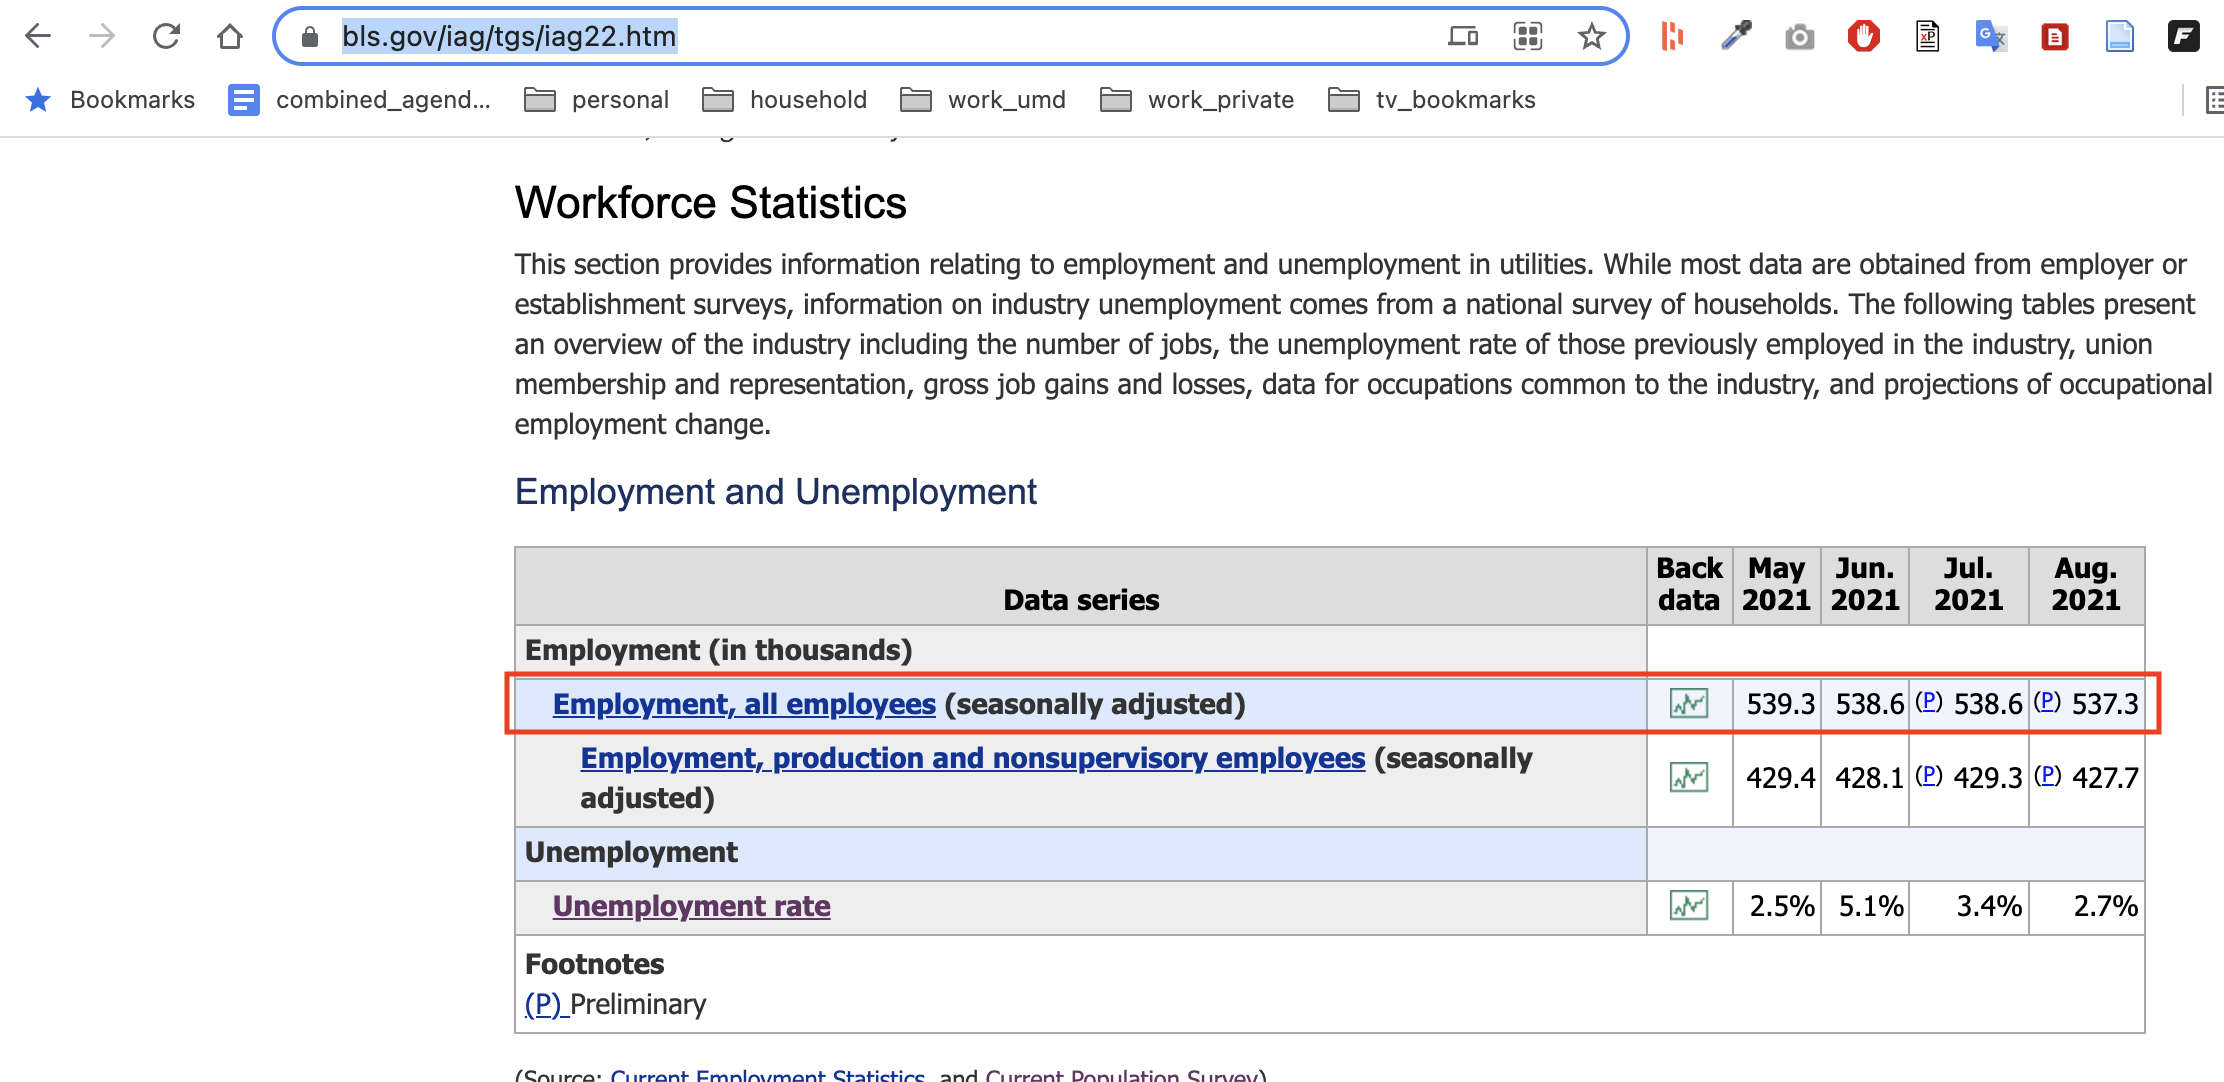 bls.gov/iag/tgs/iag22.htm
Bookmarks combined_agend... personal household work_umd work_private tv_bookmarks
Workforce Statistics
This section provides information relating to employment and unemployment in utilities. While most data are obtained from employer or
establishment surveys, information on industry unemployment comes from a national survey of households. The following tables present
an overview of the industry including the number of jobs, the unemployment rate of those previously employed in the industry, union
membership and representation, gross job gains and losses, data for occupations common to the industry, and projections of occupational
employment change.
Employment and Unemployment
Back May Jun. Jul. Aug.
Data series data 2021 2021 2021 2021
Employment (in thousands)
Employment, all employees (seasonally adjusted) 539.3 538.6 (P) 538.6 (P) 537.3
Employment, production and nonsupervisory employees (seasonally
adjusted) 429.4 428.1 (P) 429.3 (P) 427.7
Unemployment
Unemployment rate 2.5% 5.1% 3.4% 2.7%
Footnotes
(P) Preliminary
(Source: Current Employment Statistics, and Current Population Survey)